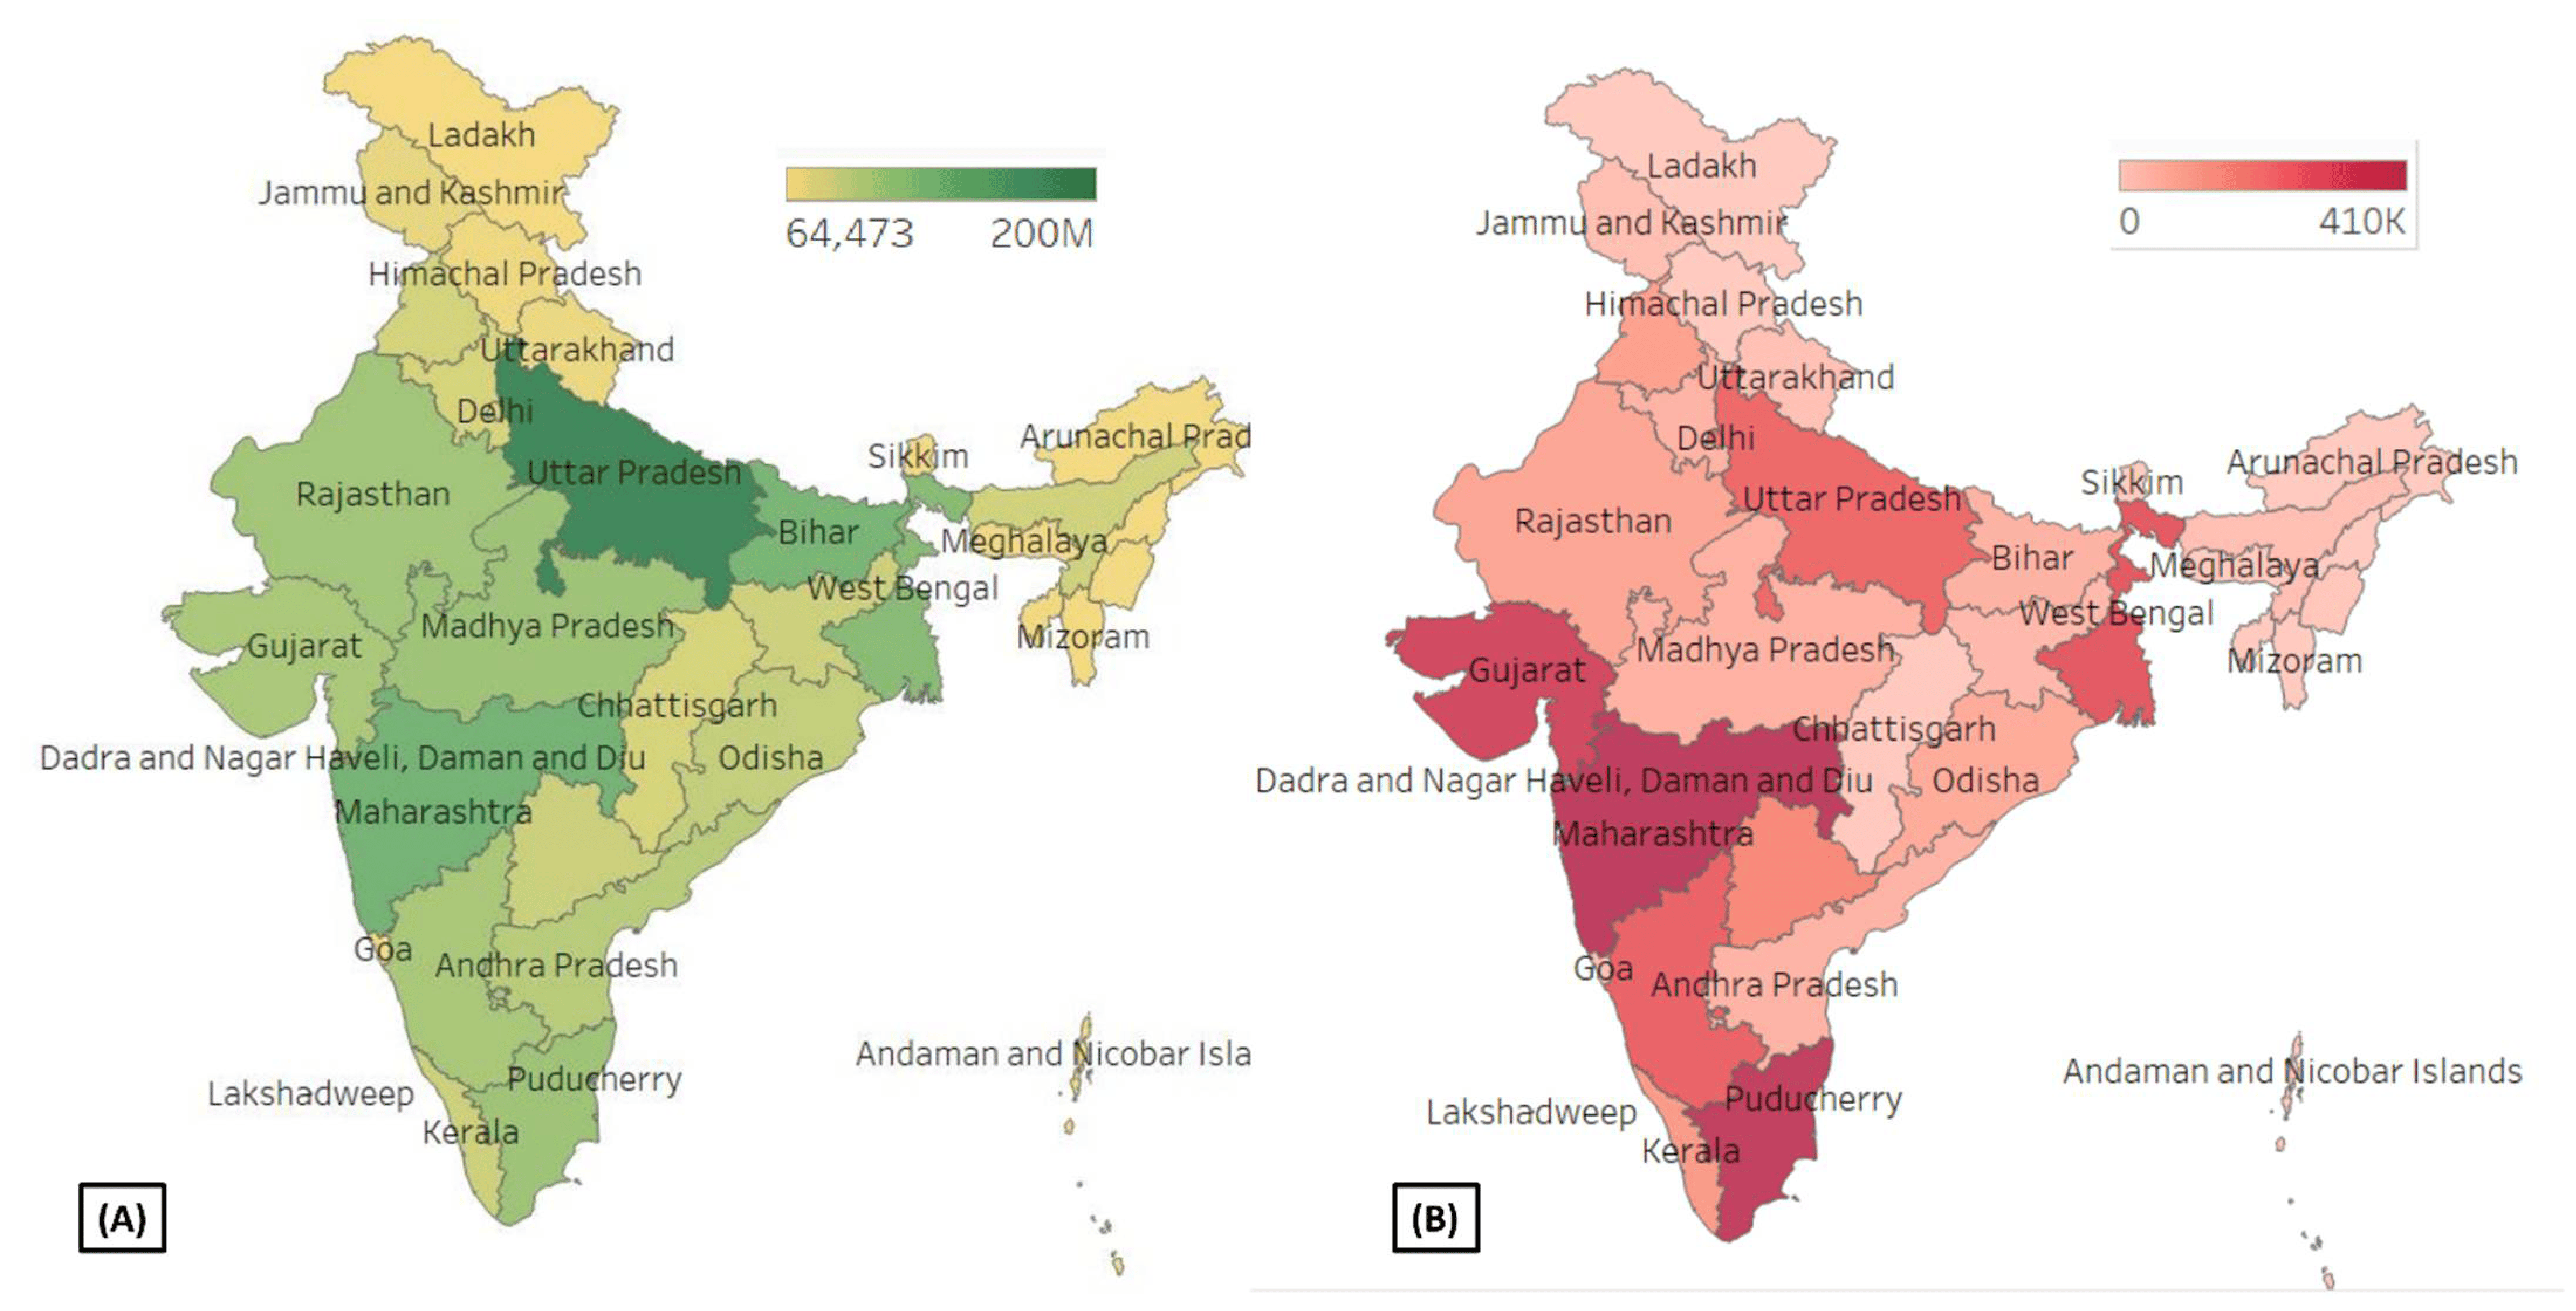 Ladakh
Jammu and Kashmir
64,473 200M
Himachal Pradesh
Uttarakhand
Delhi
Arunachal Prad
Sikkim
Uttar Pradesh
Rajasthan
Bihar
Meghalaya
West Bengal
Madhya Pradesh
Mizoram
Gujarat
Chhattisgarh
Dadra and Nagar Haveli, Daman and Diu
Odisha
Maharashtra
Goa
Andhra Pradesh
Andaman and Nicobar Isla
Puducherry
Lakshadweep
Kerala
(A)
Ladakh
0 410K
Jammu and Kashmir
Himachal Pradesh
Uttarakhand
Delhi
Arunachal Pradesh
Sikkim
Uttar Pradesh
Rajasthan
Bihar
Meghalaya
West Bengal
Madhya Pradesh
Mizoram
Gujarat
Chhattisgarh
Dadra and Nagar Haveli, Daman and Diu
Odisha
Maharashtra
Goa
Andhra Pradesh
Andaman and Nicobar Islands
Puducherry
Lakshadweep
Kerala
(B)